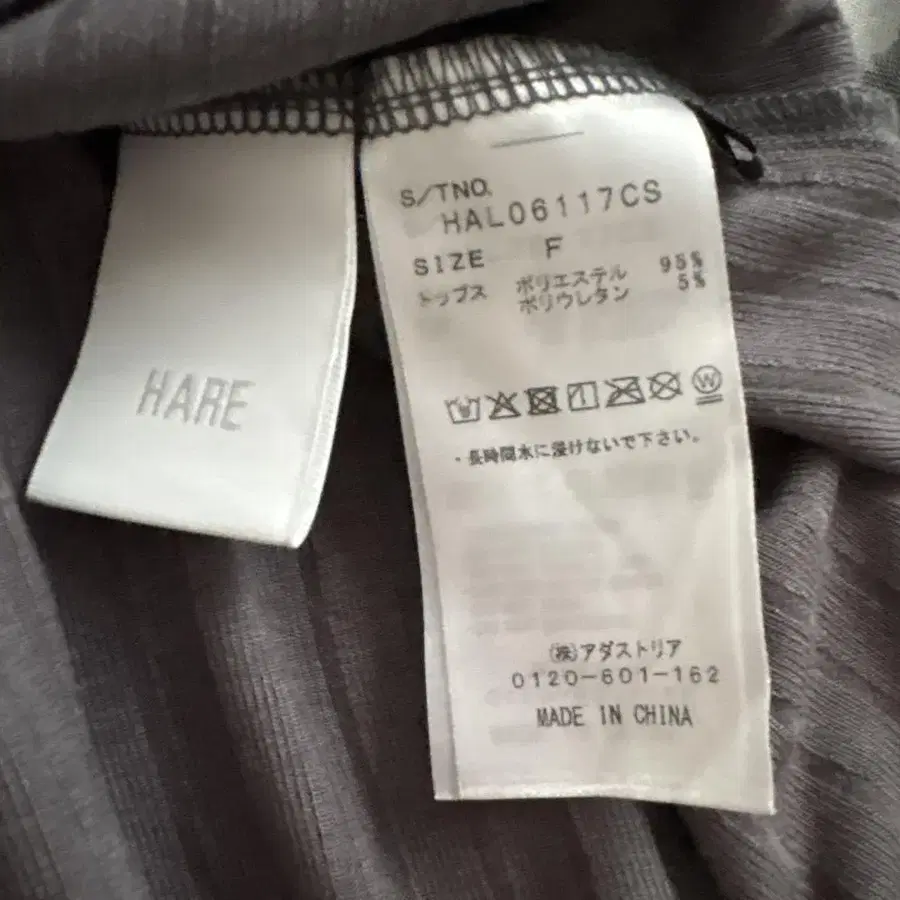 HARE
S/TNO.
HAL06117CS
SIZE F
トップス ポリエステル 95%
ポリウレタン 5%
W
・長時間水に浸けないで下さい。
(株)アダストリア
0120-601-162
MADE IN CHINA